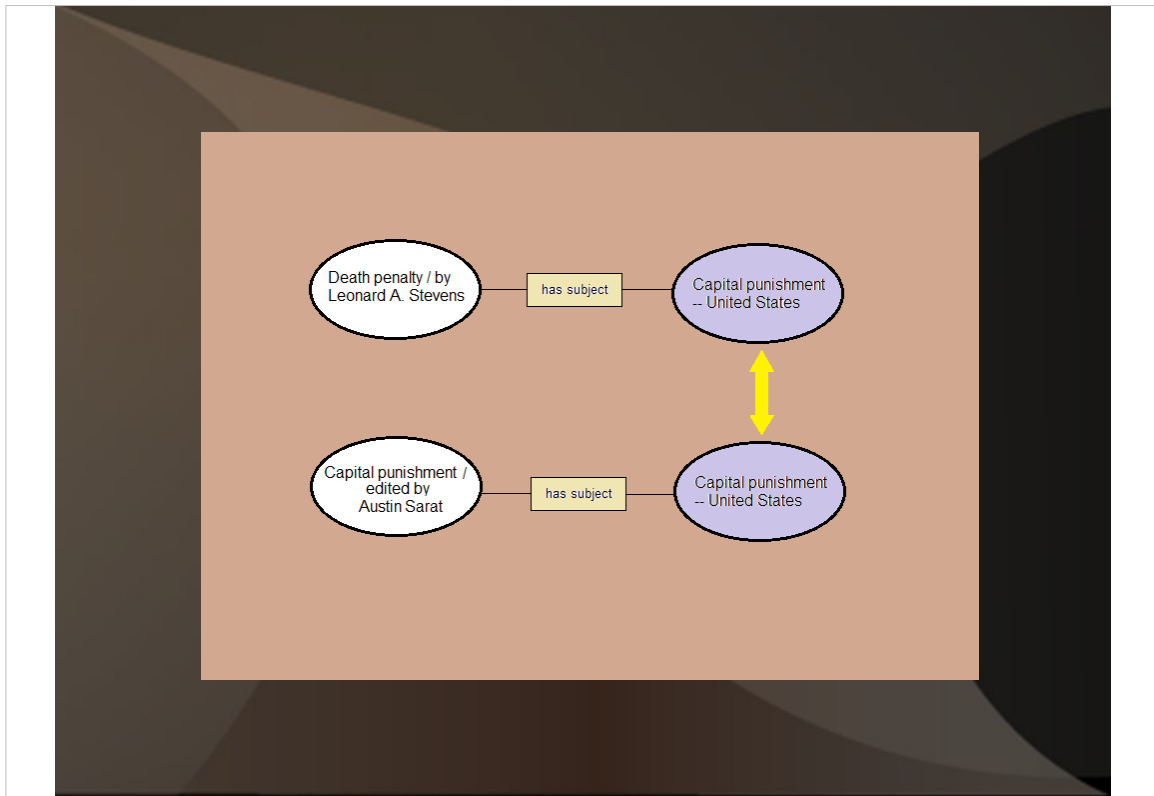 Death penalty / by
Leonard A. Stevens
has subject
Capital punishment
-- United States
Capital punishment /
edited by
Austin Sarat
has subject
Capital punishment
-- United States